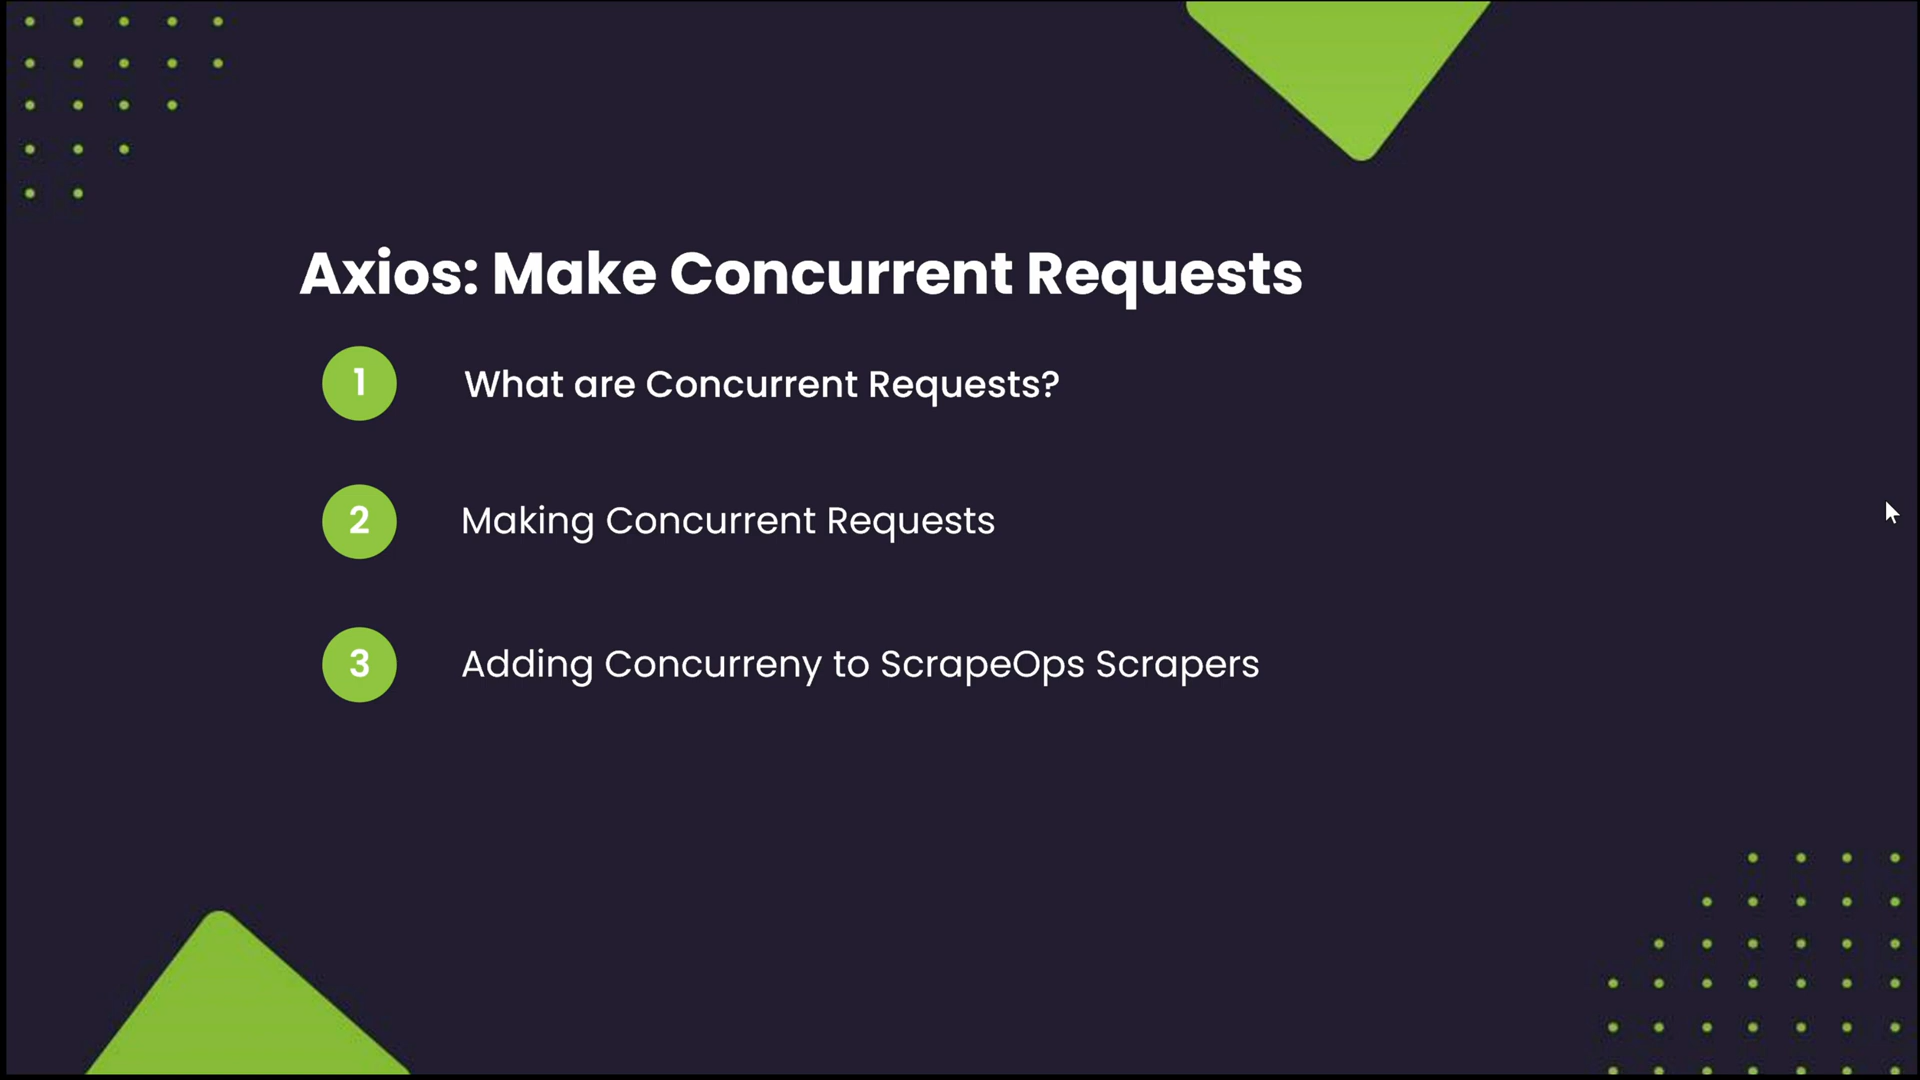 Axios: Make Concurrent Requests
1 What are Concurrent Requests?
2 Making Concurrent Requests
3 Adding Concurreny to ScrapeOps Scrapers